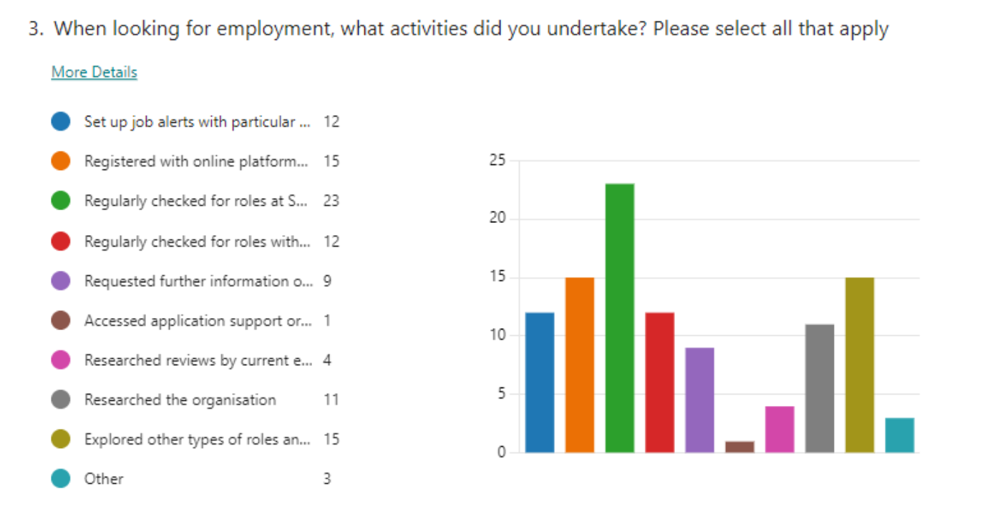 3. When looking for employment, what activities did you undertake? Please select all that apply
More Details
Set up job alerts with particular ... 12
Registered with online platform... 15
Regularly checked for roles at S... 23
Regularly checked for roles with... 12
Requested further information o... 9
Accessed application support or... 1
Researched reviews by current e... 4
Researched the organisation 11
Explored other types of roles an... 15
Other 3
25
20
15
10
5
0